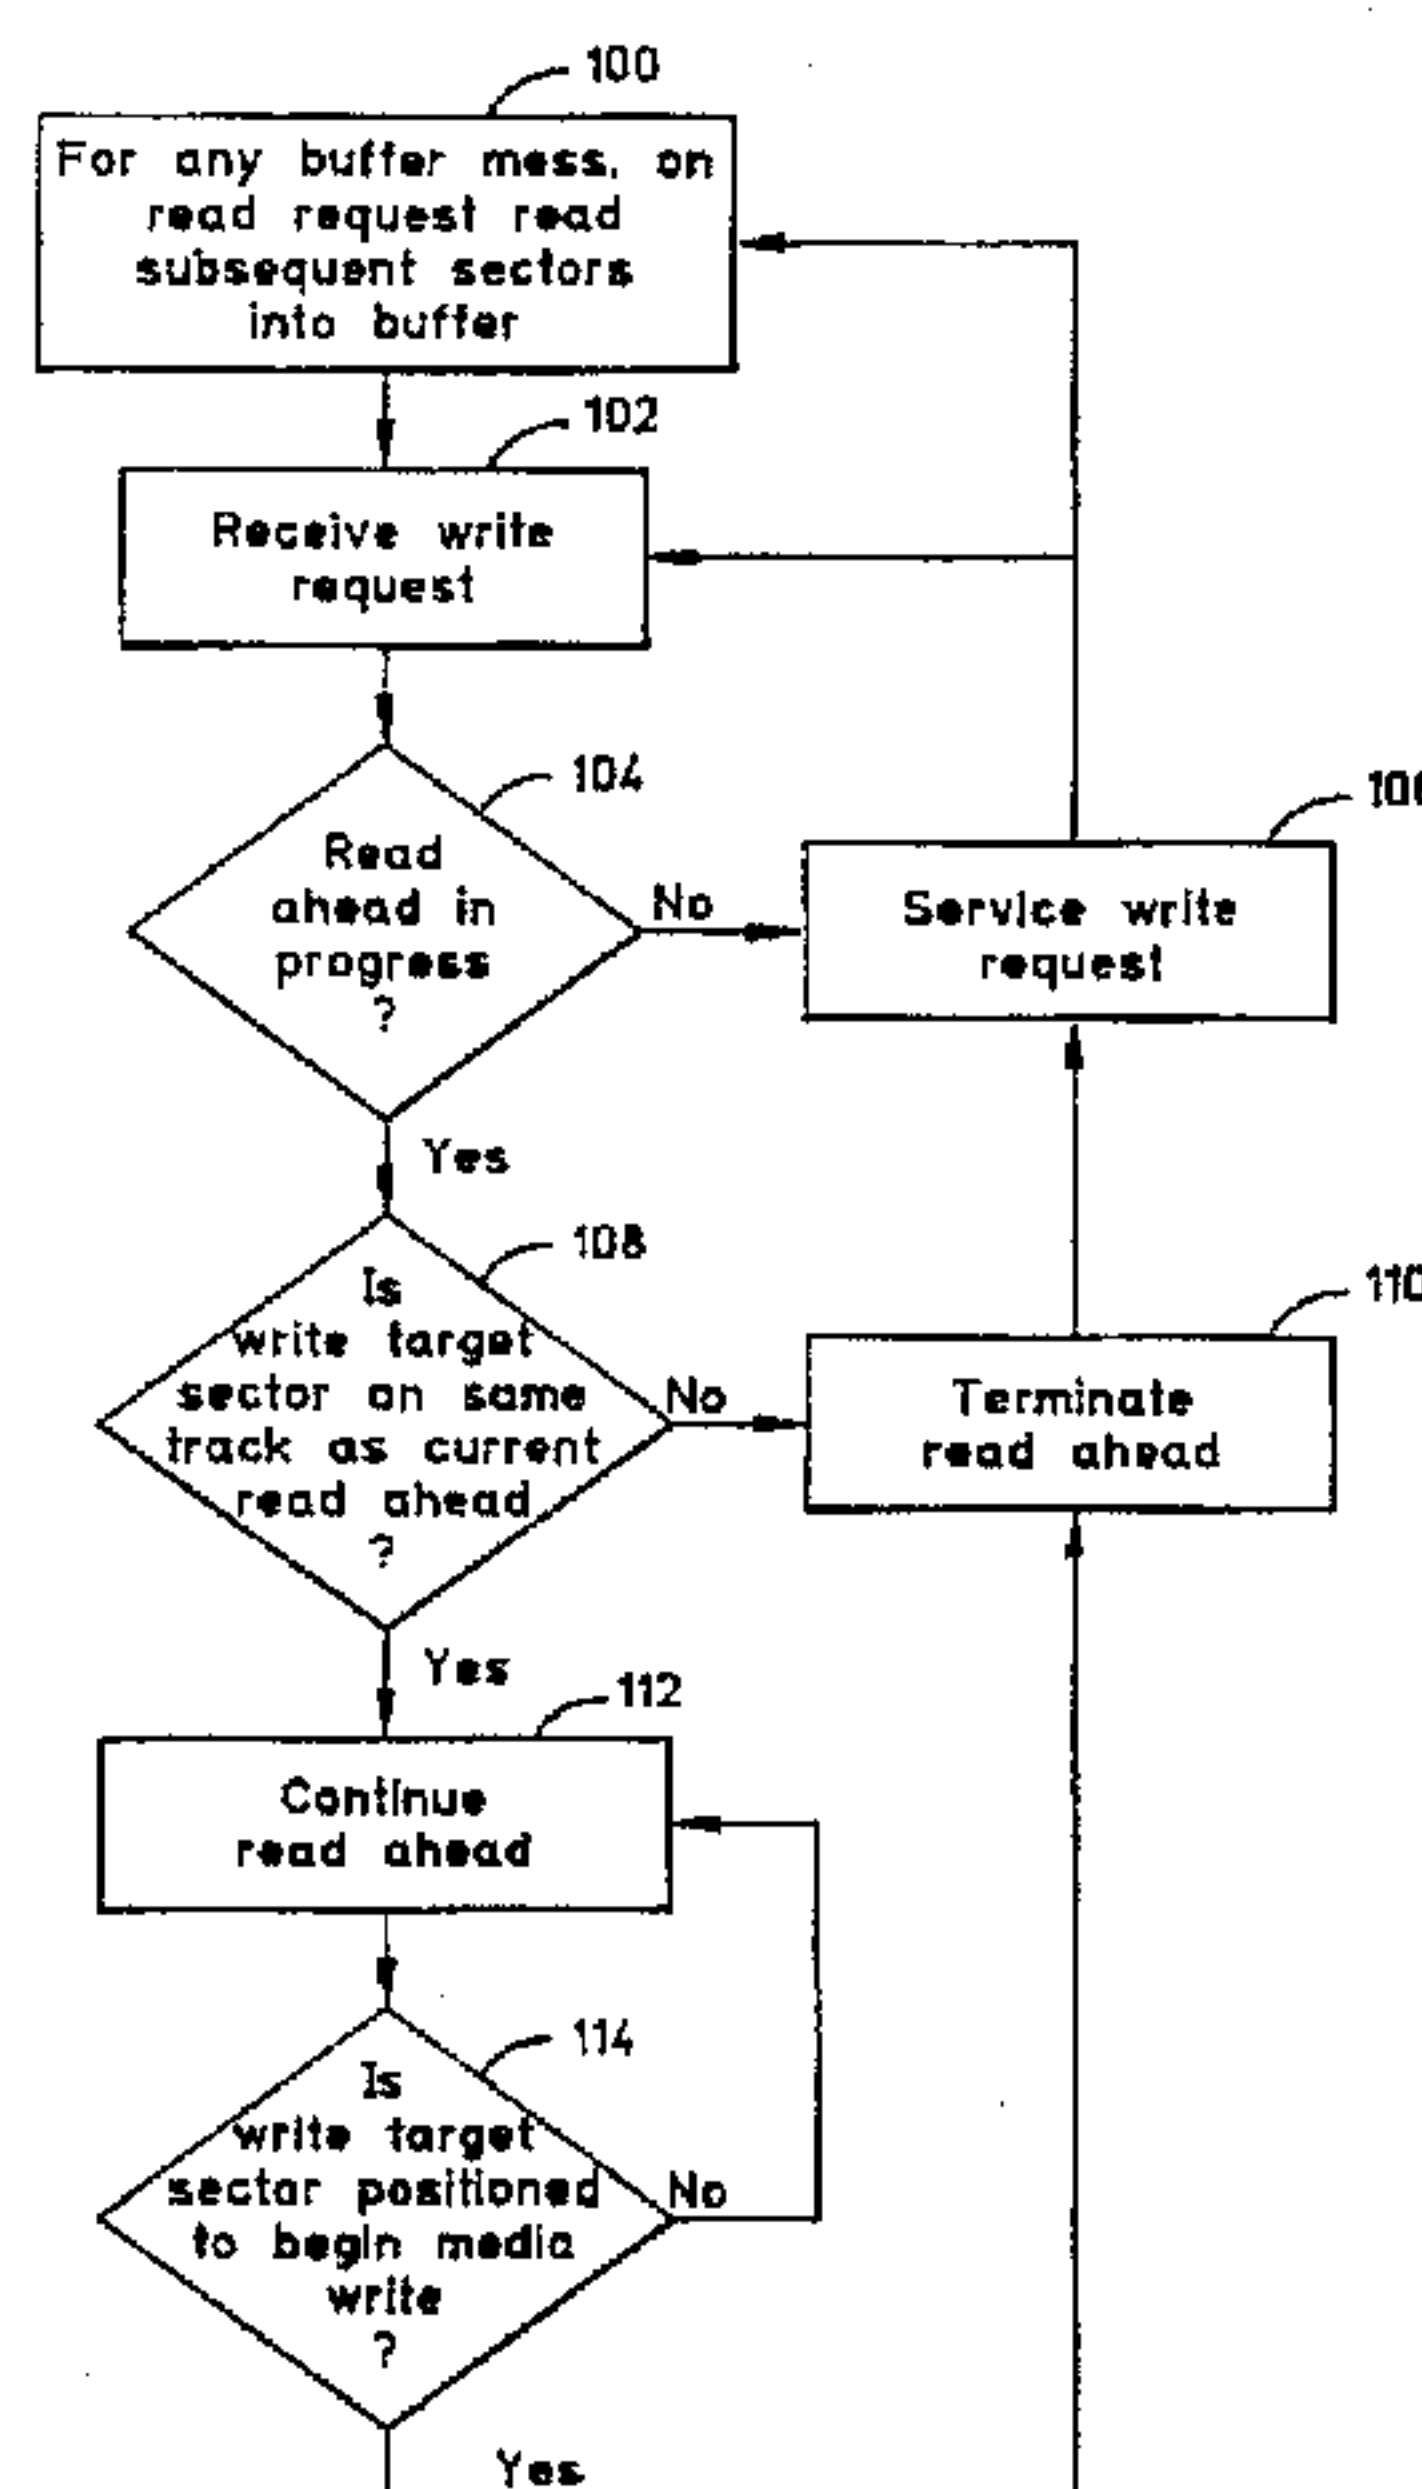 100
For any buffer mess. on
read request read
subsequent sectors
into buffer
102
Receive write
request
104
Read
ahead in
progress
?
No
Service write
request
Yes
108
Is
write target
sector on same
track as current
read ahead
?
No
110
Terminate
read ahead
Yes
112
Continue
read ahead
114
Is
write target
sector positioned
to begin media
write
?
No
Yes